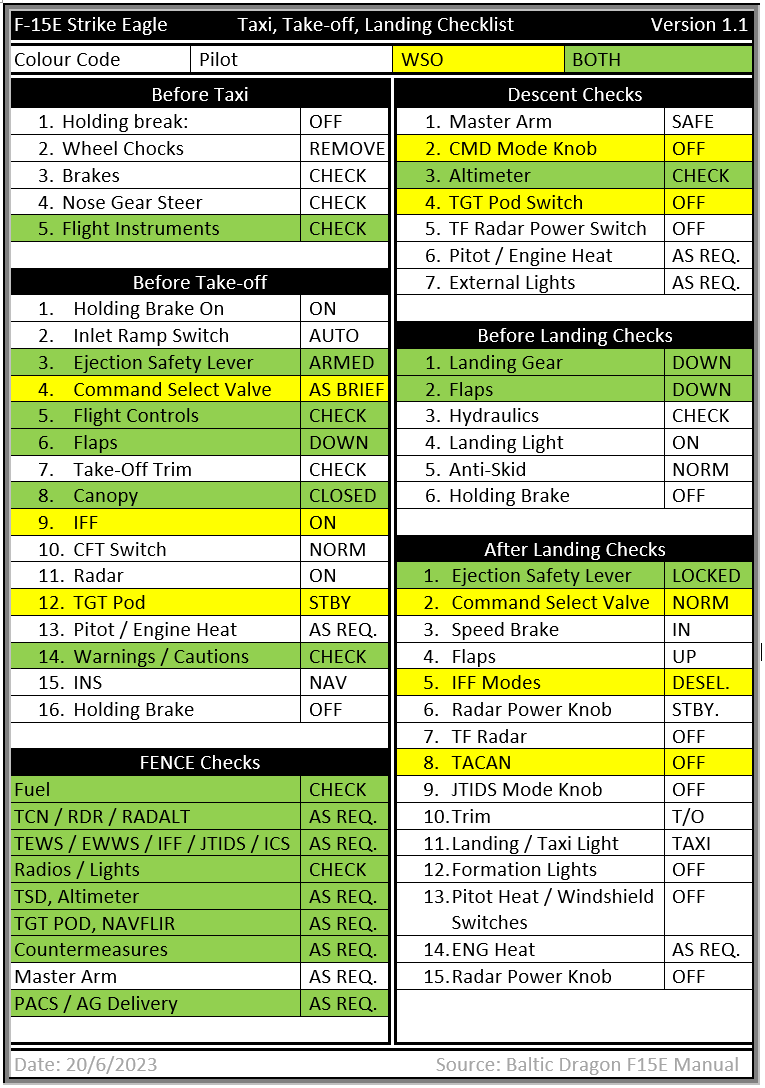 F-15E Strike Eagle Taxi, Take-off, Landing Checklist Version 1.1
Colour Code Pilot WSO BOTH
Before Taxi
1. Holding break: OFF
2. Wheel Chocks REMOVE
3. Brakes CHECK
4. Nose Gear Steer CHECK
5. Flight Instruments CHECK
Before Take-off
1. Holding Brake On ON
2. Inlet Ramp Switch AUTO
3. Ejection Safety Lever ARMED
4. Command Select Valve AS BRIEF
5. Flight Controls CHECK
6. Flaps DOWN
7. Take-Off Trim CHECK
8. Canopy CLOSED
9. IFF ON
10. CFT Switch NORM
11. Radar ON
12. TGT Pod STBY
13. Pitot / Engine Heat AS REQ.
14. Warnings / Cautions CHECK
15. INS NAV
16. Holding Brake OFF
FENCE Checks
Fuel CHECK
TCN / RDR / RADALT AS REQ.
TEWS / EWWS / IFF / JTIDS / ICS AS REQ.
Radios / Lights CHECK
TSD, Altimeter AS REQ.
TGT POD, NAVFLIR AS REQ.
Countermeasures AS REQ.
Master Arm AS REQ.
PACS / AG Delivery AS REQ.
Descent Checks
1. Master Arm SAFE
2. CMD Mode Knob OFF
3. Altimeter CHECK
4. TGT Pod Switch OFF
5. TF Radar Power Switch OFF
6. Pitot / Engine Heat AS REQ.
7. External Lights AS REQ.
Before Landing Checks
1. Landing Gear DOWN
2. Flaps DOWN
3. Hydraulics CHECK
4. Landing Light ON
5. Anti-Skid NORM
6. Holding Brake OFF
After Landing Checks
1. Ejection Safety Lever LOCKED
2. Command Select Valve NORM
3. Speed Brake IN
4. Flaps UP
5. IFF Modes DESEL.
6. Radar Power Knob STBY.
7. TF Radar OFF
8. TACAN OFF
9. JTIDS Mode Knob OFF
10. Trim T/O
11. Landing / Taxi Light TAXI
12. Formation Lights OFF
13. Pitot Heat / Windshield OFF
Switches
14. ENG Heat AS REQ.
15. Radar Power Knob OFF
Date: 20/6/2023 Source: Baltic Dragon F15E Manual